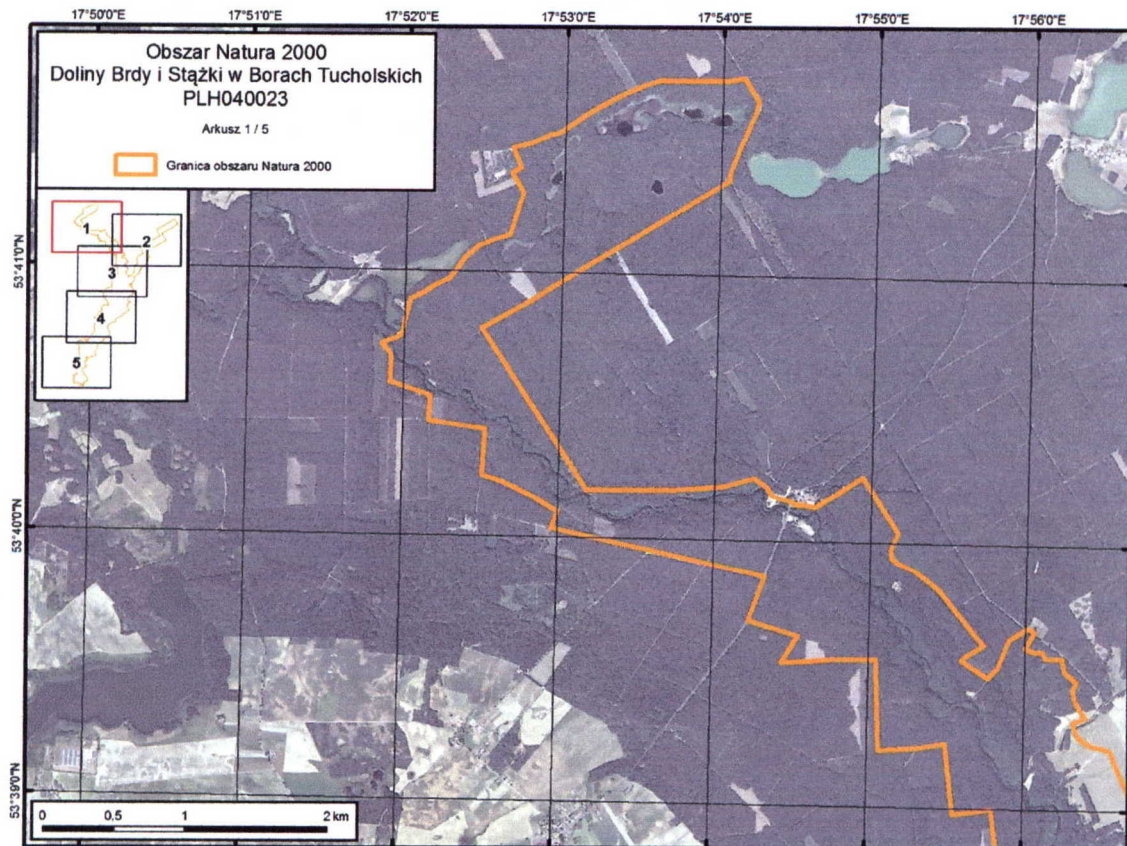 17°50'0"E 17°51'0"E 17°52'0"E 17°53'0"E 17°54'0"E 17°55'0"E 17°56'0"E
Obszar Natura 2000
Doliny Brdy i Stążki w Borach Tucholskich
PLH040023
Arkusz 1 / 5
Granica obszaru Natura 2000
1
2
3
4
5
53°41'0"N
53°40'0"N
53°39'0"N
0 0,5 1 2 km